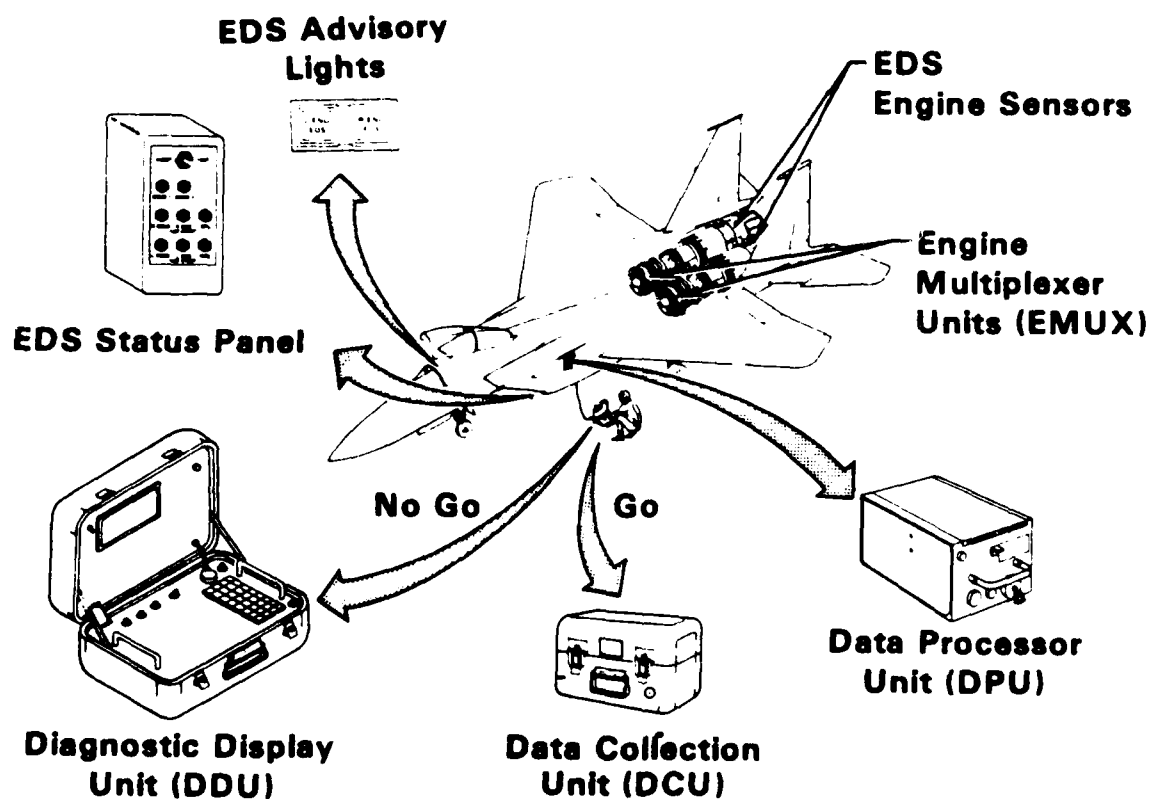 EDS Advisory
Lights
EDS
Engine Sensors
Engine
Multiplexer
Units (EMUX)
EDS Status Panel
No Go
Go
Data Processor
Unit (DPU)
Diagnostic Display
Unit (DDU)
Data Collection
Unit (DCU)